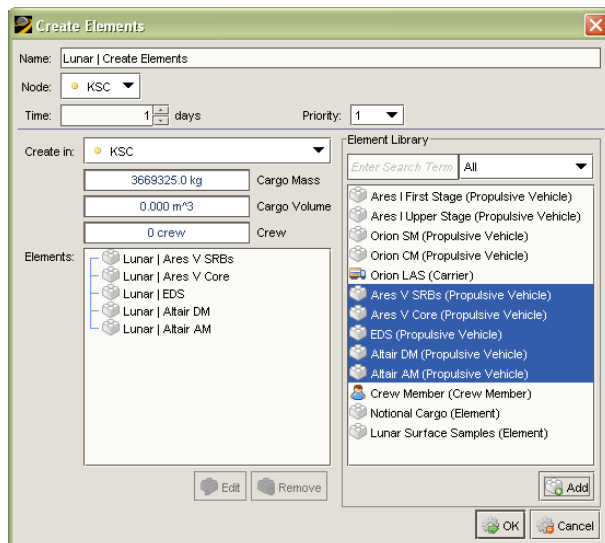 Create Elements
Name: Lunar | Create Elements
Node: KSC
Time: 1 days Priority: 1
Create in: KSC
3669325.0 kg Cargo Mass
0.000 m^3 Cargo Volume
0 crew Crew
Elements:
Lunar | Ares V SRBs
Lunar | Ares V Core
Lunar | EDS
Lunar | Altair DM
Lunar | Altair AM
Edit Remove
Element Library
Enter Search Term All
Ares I First Stage (Propulsive Vehicle)
Ares I Upper Stage (Propulsive Vehicle)
Orion SM (Propulsive Vehicle)
Orion CM (Propulsive Vehicle)
Orion LAS (Carrier)
Ares V SRBs (Propulsive Vehicle)
Ares V Core (Propulsive Vehicle)
EDS (Propulsive Vehicle)
Altair DM (Propulsive Vehicle)
Altair AM (Propulsive Vehicle)
Crew Member (Crew Member)
Notional Cargo (Element)
Lunar Surface Samples (Element)
Add
OK Cancel